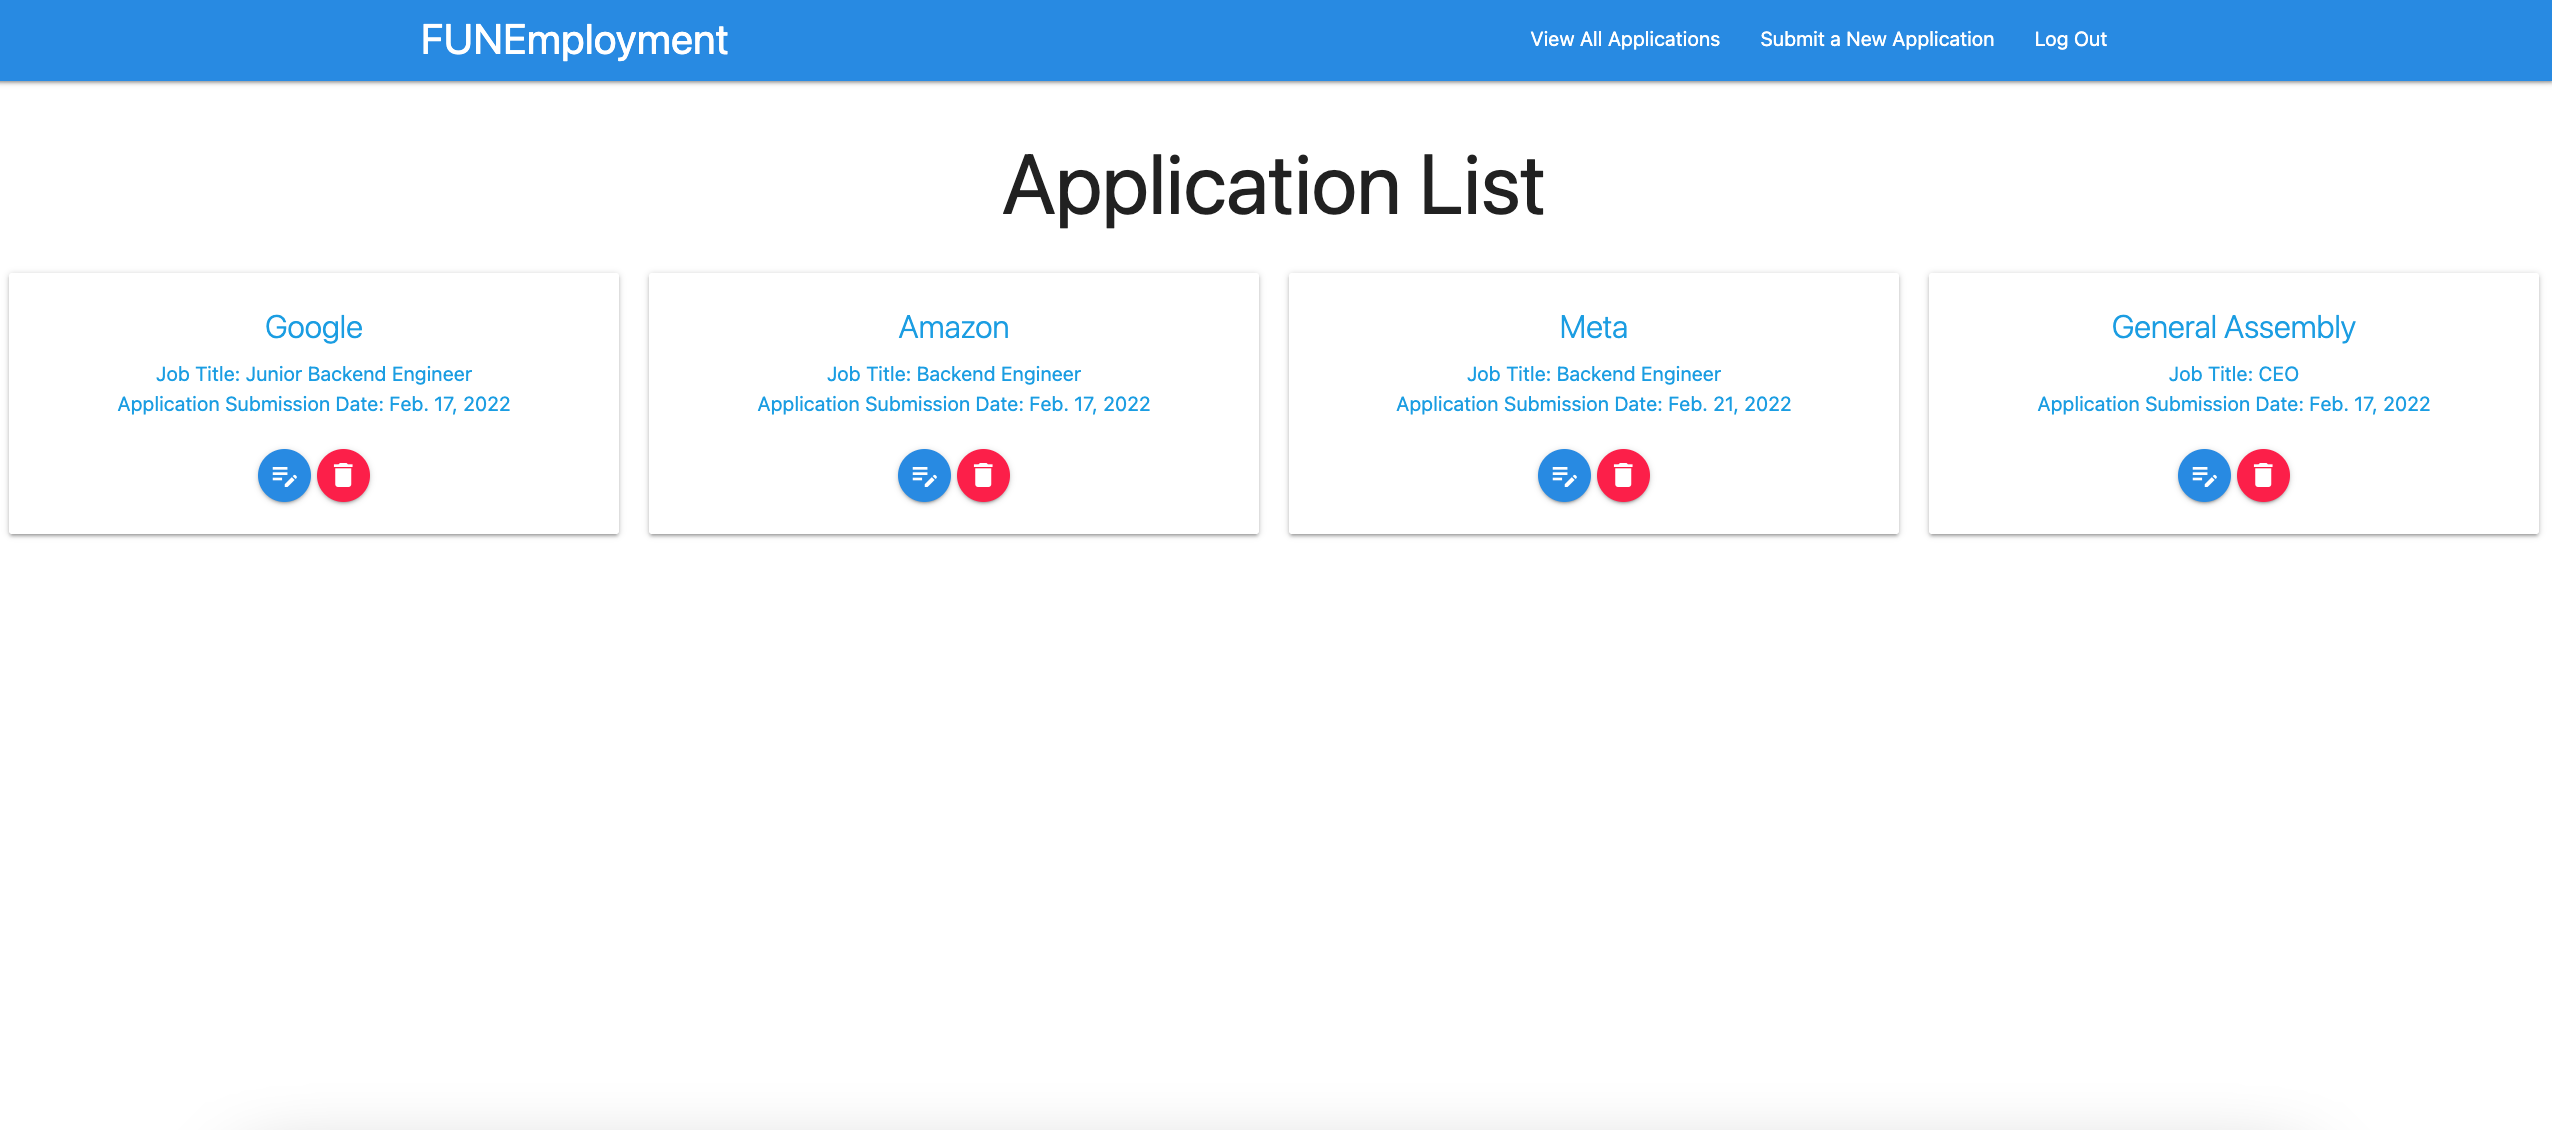 FUNEmployment
View All Applications
Submit a New Application
Log Out
Application List
Google
Job Title: Junior Backend Engineer
Application Submission Date: Feb. 17, 2022
Amazon
Job Title: Backend Engineer
Application Submission Date: Feb. 17, 2022
Meta
Job Title: Backend Engineer
Application Submission Date: Feb. 21, 2022
General Assembly
Job Title: CEO
Application Submission Date: Feb. 17, 2022